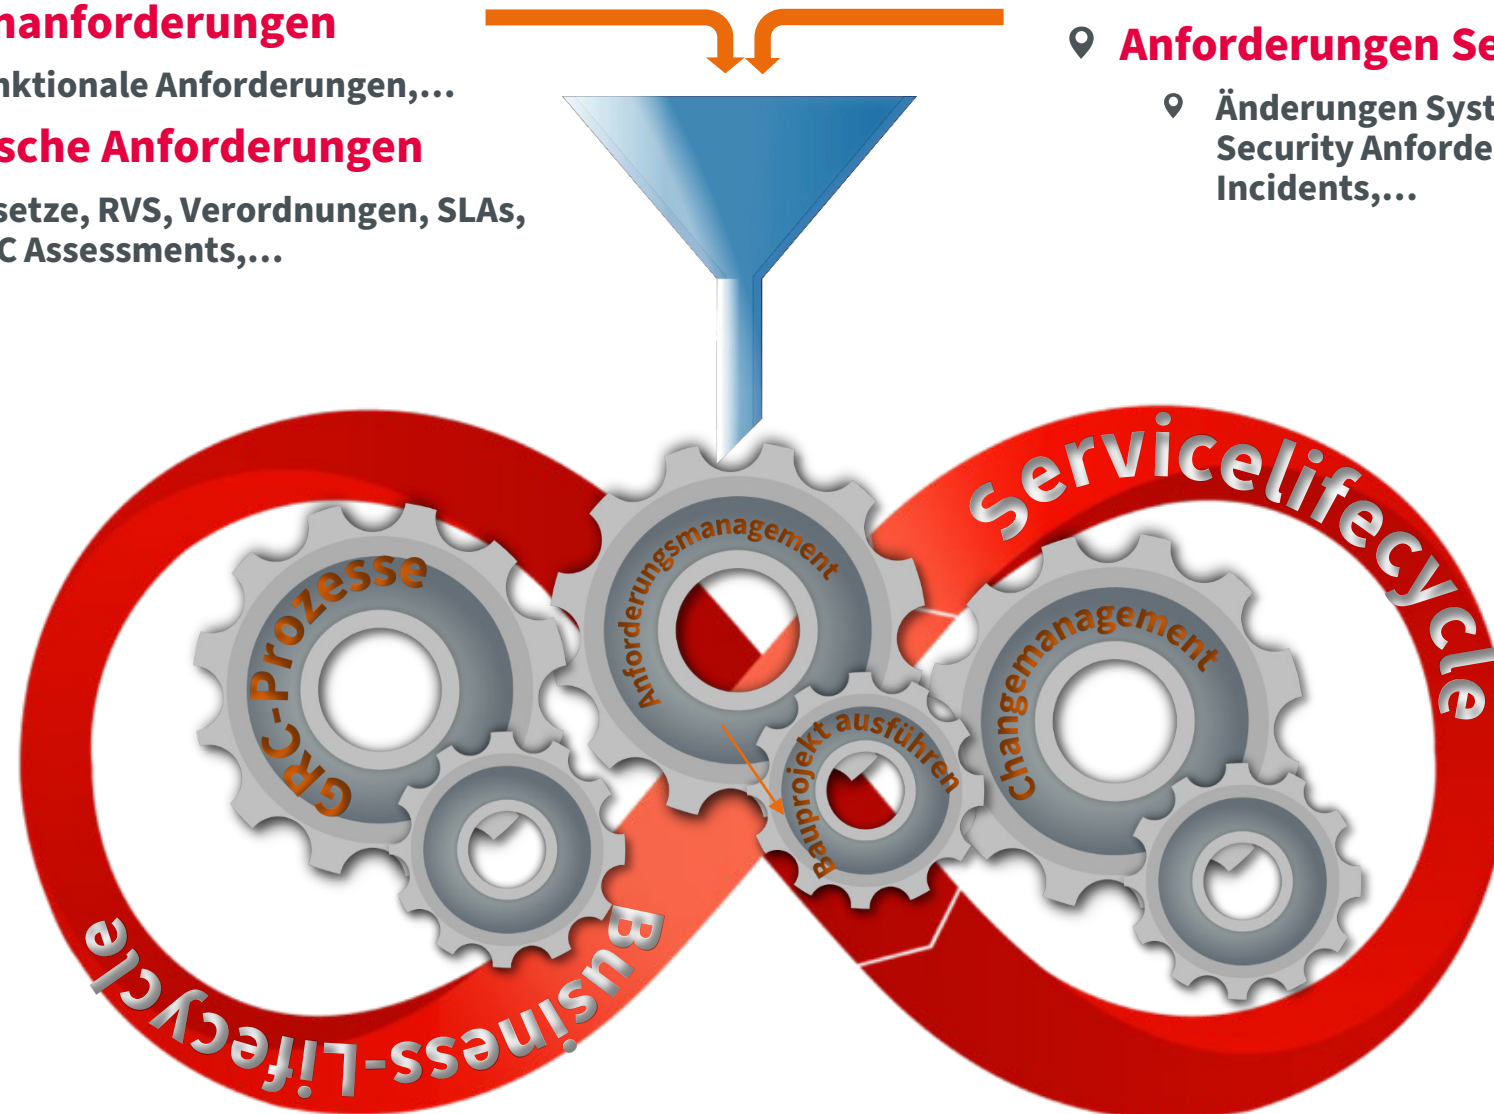 nanforderungen
nktionale Anforderungen,...
sche Anforderungen
setze, RVS, Verordnungen, SLAs,
C Assessments,...
Anforderungen Se
Änderungen Syst
Security Anforde
Incidents,...
Servicelifecycle
Anforderungsmanagement
GRC-Prozesse
Changemanagement
Bauprojekt ausführen
Business-Lifecycle